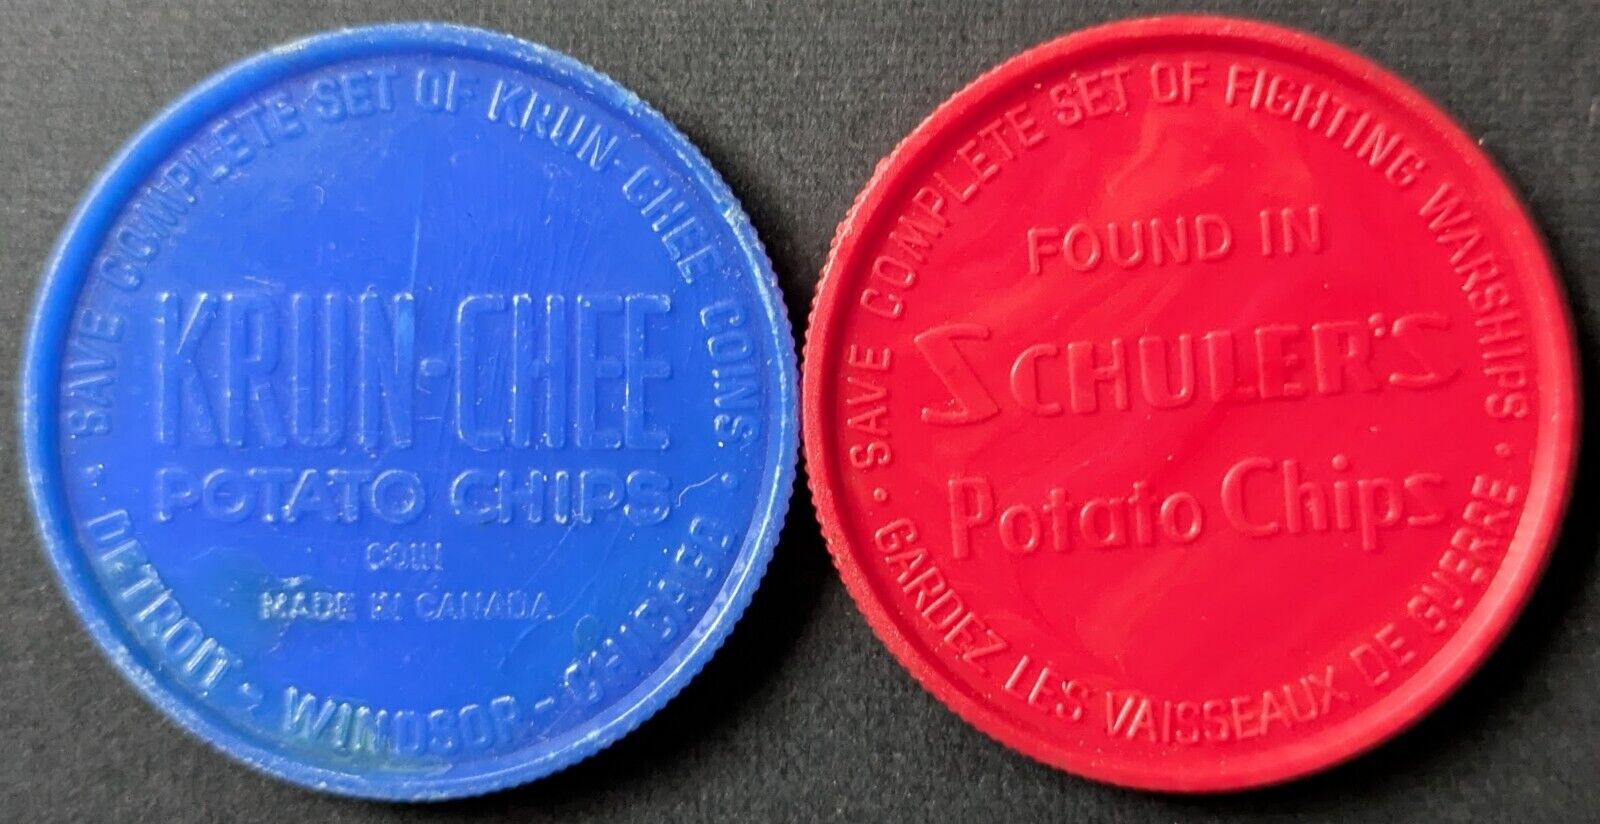 SAVE COMPLETE SET OF KRUN-CHEE COINS
KRUN-CHEE
POTATO CHIPS
COIN
MADE IN CANADA
· DETROIT - WINDSOR - CHICAGO ·
SAVE COMPLETE SET OF FIGHTING WARSHIPS
FOUND IN
SCHULER'S
Potato Chips
· GARDEZ LES VAISSEAUX DE GUERRE ·